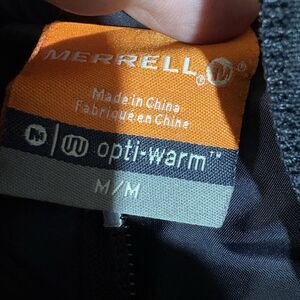 MERRELL®
Made in China
Fabriqué en Chine
opti-warm™
M/M